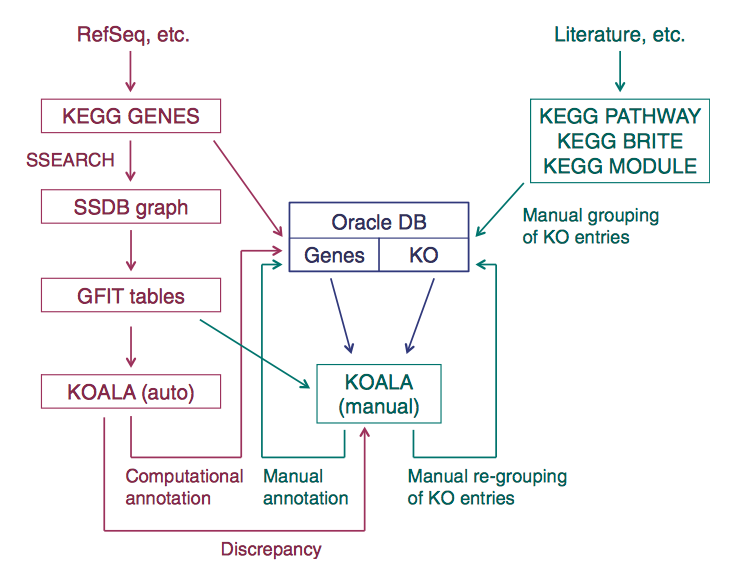 RefSeq, etc.
Literature, etc.
KEGG GENES
KEGG PATHWAY
KEGG BRITE
KEGG MODULE
SSEARCH
SSDB graph
Oracle DB
Genes
KO
Manual grouping
of KO entries
GFIT tables
KOALA (auto)
KOALA
(manual)
Computational
annotation
Manual
annotation
Manual re-grouping
of KO entries
Discrepancy